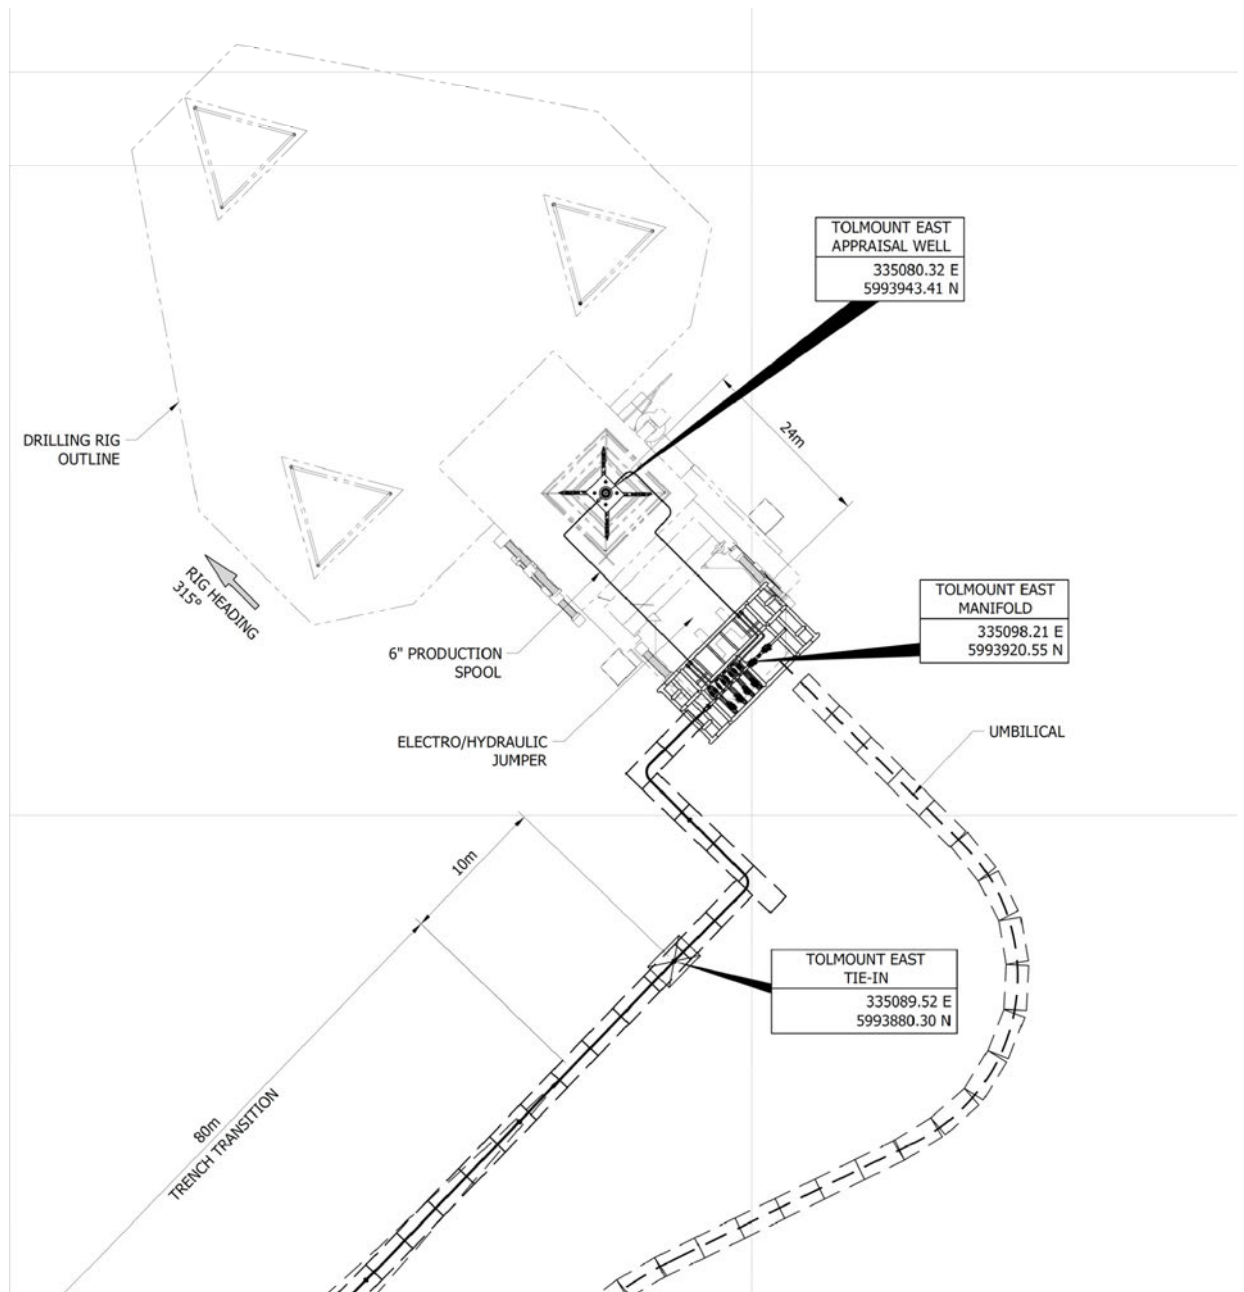 TOLMOUNT EAST
APPRAISAL WELL
335080.32 E
5993943.41 N
24m
DRILLING RIG
OUTLINE
RIG HEADING
315°
TOLMOUNT EAST
MANIFOLD
335098.21 E
5993920.55 N
6" PRODUCTION
SPOOL
ELECTRO/HYDRAULIC
JUMPER
UMBILICAL
10m
TOLMOUNT EAST
TIE-IN
335089.52 E
5993880.30 N
80m
TRENCH TRANSITION